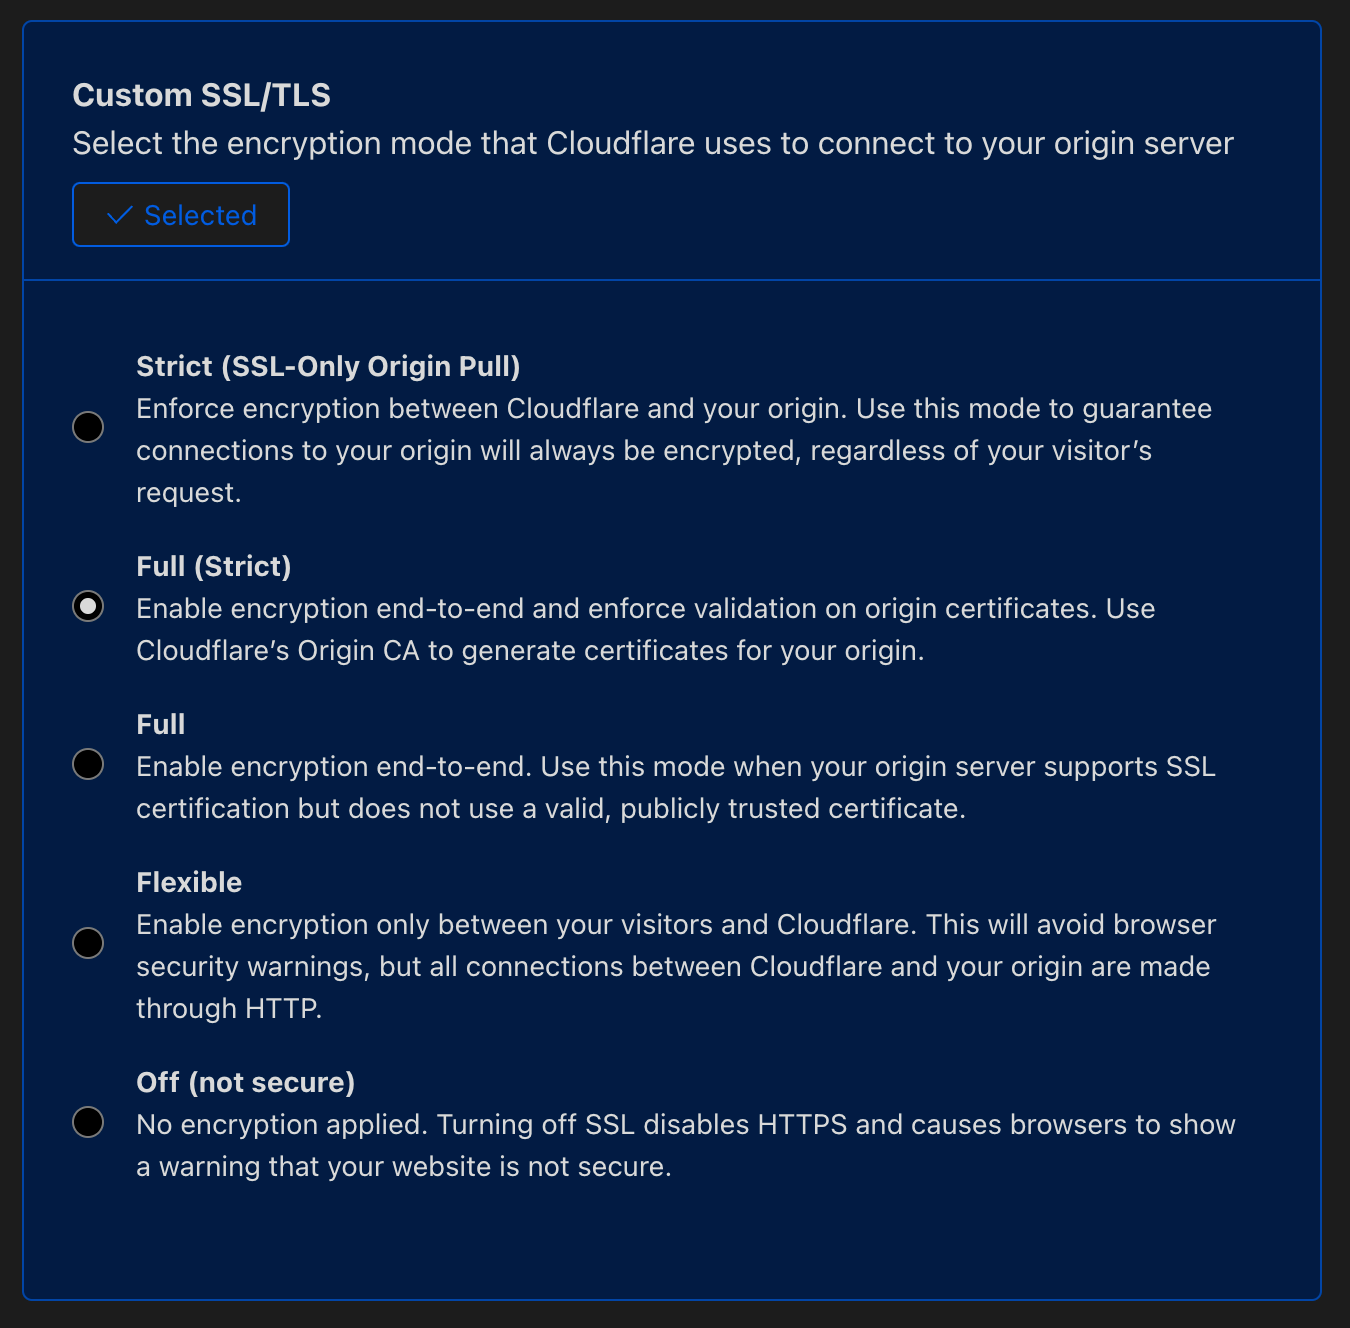 Custom SSL/TLS
Select the encryption mode that Cloudflare uses to connect to your origin server
Selected
Strict (SSL-Only Origin Pull)
Enforce encryption between Cloudflare and your origin. Use this mode to guarantee
connections to your origin will always be encrypted, regardless of your visitor’s
request.
Full (Strict)
Enable encryption end-to-end and enforce validation on origin certificates. Use
Cloudflare’s Origin CA to generate certificates for your origin.
Full
Enable encryption end-to-end. Use this mode when your origin server supports SSL
certification but does not use a valid, publicly trusted certificate.
Flexible
Enable encryption only between your visitors and Cloudflare. This will avoid browser
security warnings, but all connections between Cloudflare and your origin are made
through HTTP.
Off (not secure)
No encryption applied. Turning off SSL disables HTTPS and causes browsers to show
a warning that your website is not secure.